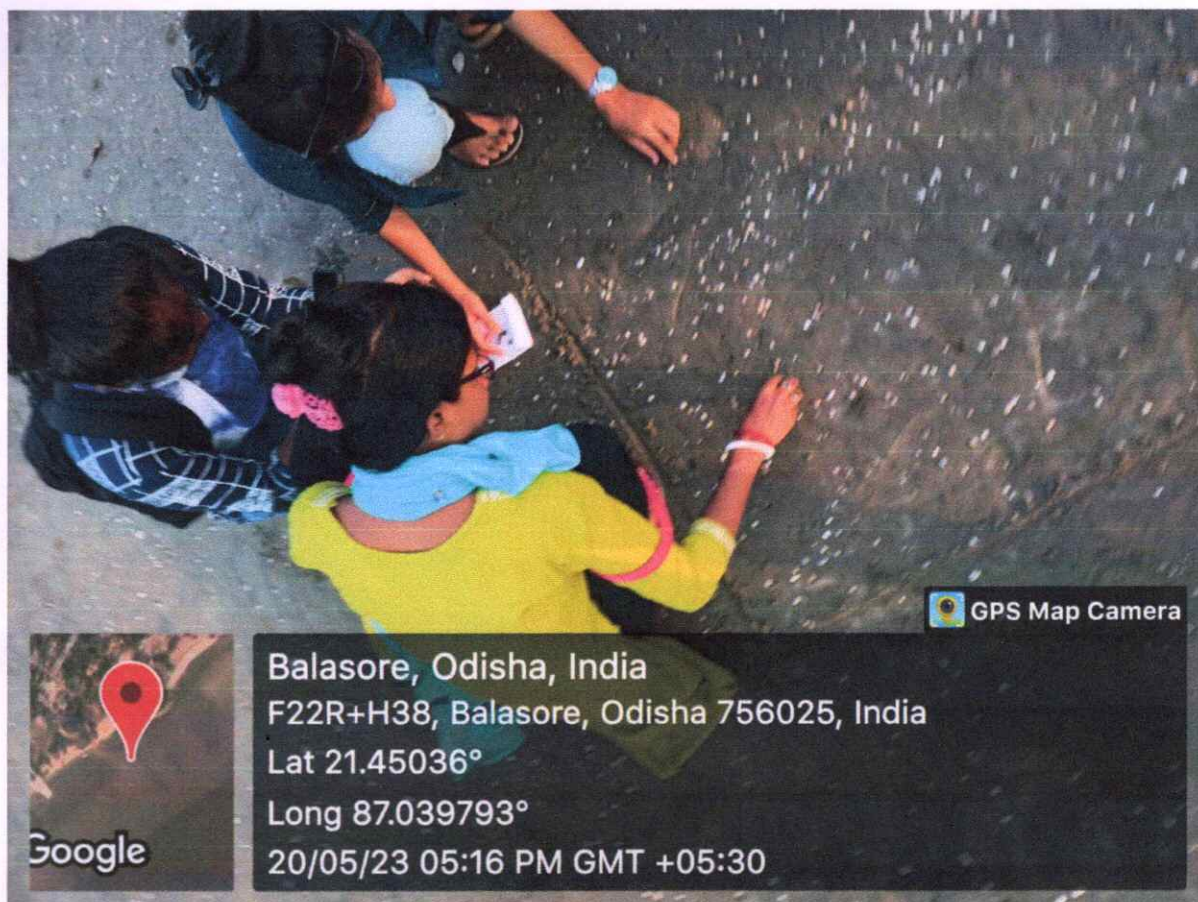 GPS Map Camera
Balasore, Odisha, India
F22R+H38, Balasore, Odisha 756025, India
Lat 21.45036°
Long 87.039793°
20/05/23 05:16 PM GMT +05:30
Google